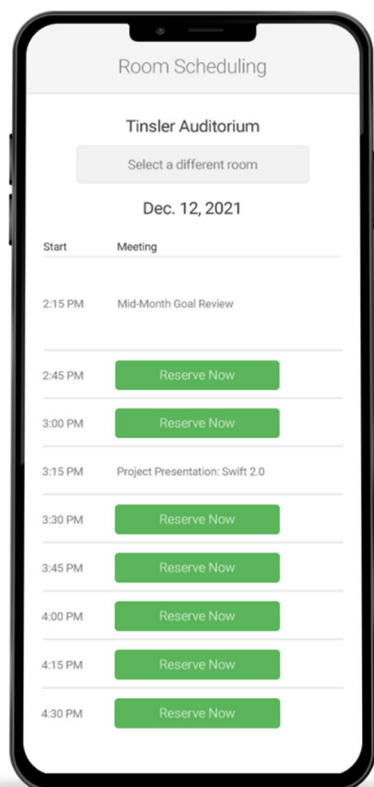 Room Scheduling
Tinsler Auditorium
Select a different room
Dec. 12, 2021
Start Meeting
2:15 PM Mid-Month Goal Review
2:45 PM Reserve Now
3:00 PM Reserve Now
3:15 PM Project Presentation: Swift 2.0
3:30 PM Reserve Now
3:45 PM Reserve Now
4:00 PM Reserve Now
4:15 PM Reserve Now
4:30 PM Reserve Now